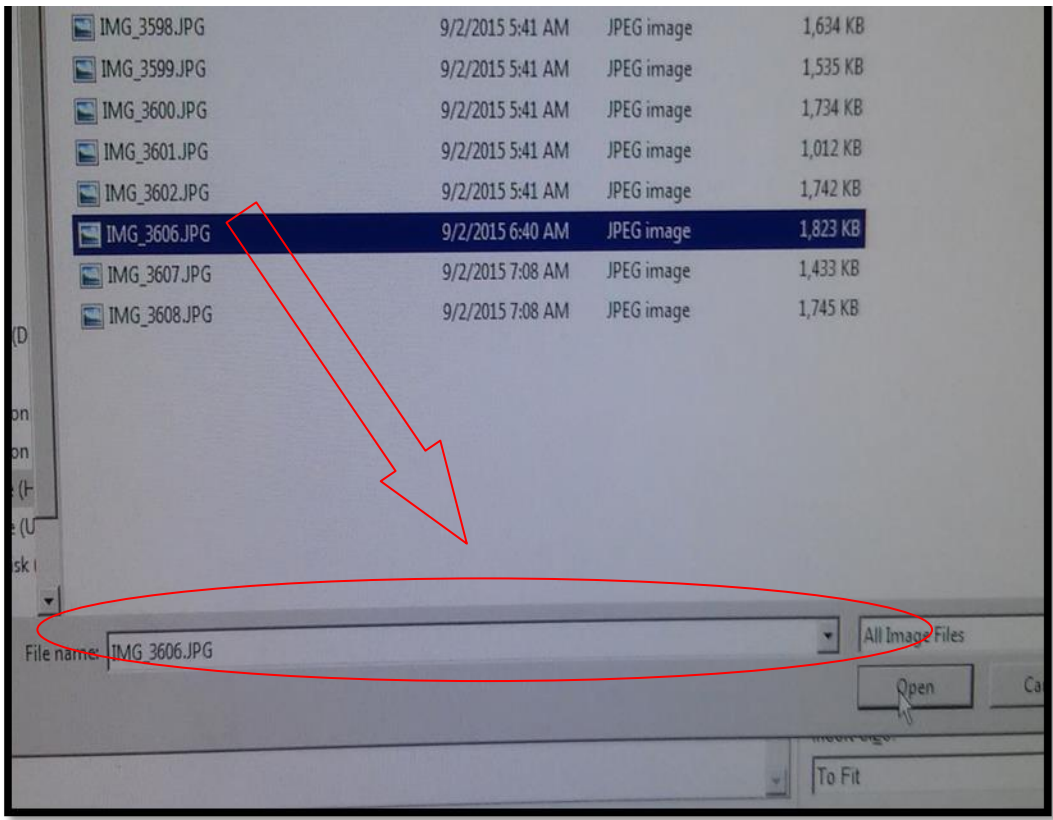 IMG_3598.JPG 9/2/2015 5:41 AM JPEG image 1,634 KB
IMG_3599.JPG 9/2/2015 5:41 AM JPEG image 1,535 KB
IMG_3600.JPG 9/2/2015 5:41 AM JPEG image 1,734 KB
IMG_3601.JPG 9/2/2015 5:41 AM JPEG image 1,012 KB
IMG_3602.JPG 9/2/2015 5:41 AM JPEG image 1,742 KB
IMG_3606.JPG 9/2/2015 6:40 AM JPEG image 1,823 KB
IMG_3607.JPG 9/2/2015 7:08 AM JPEG image 1,433 KB
IMG_3608.JPG 9/2/2015 7:08 AM JPEG image 1,745 KB
(D
on
on
(H
(U
sk
File name: IMG_3606.JPG All Image Files
Open Ca
To Fit